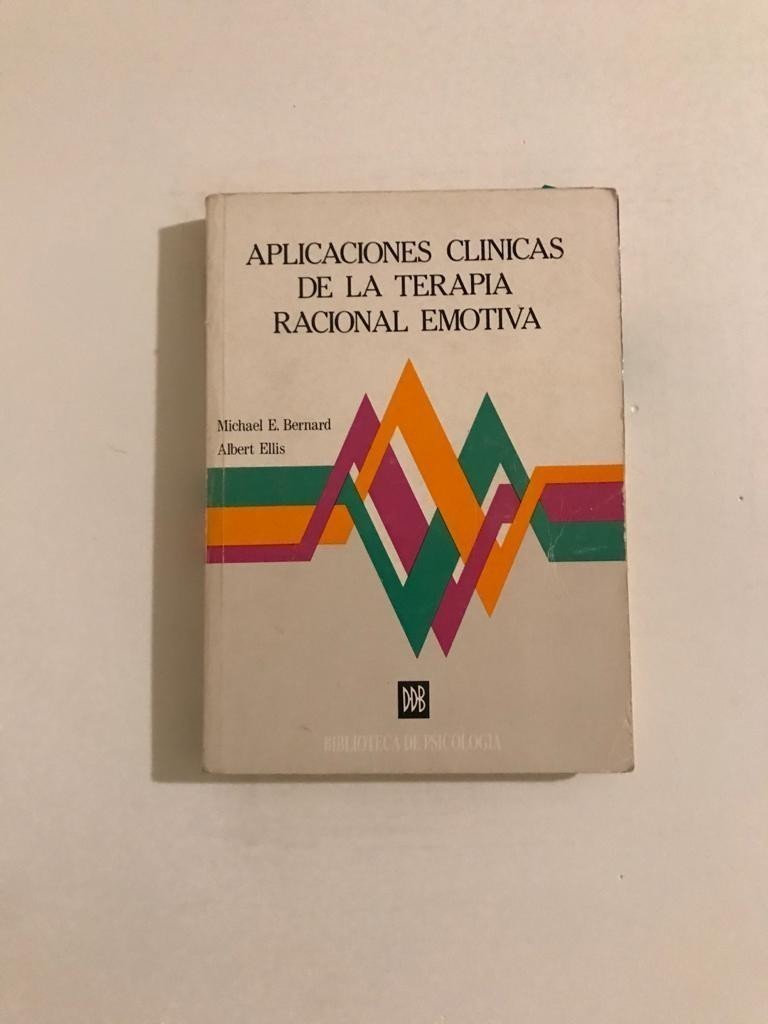 APLICACIONES CLINICAS
DE LA TERAPIA
RACIONAL EMOTIVA
Michael E. Bernard
Albert Ellis
DDB
BIBLIOTECA DE PSICOLOGIA